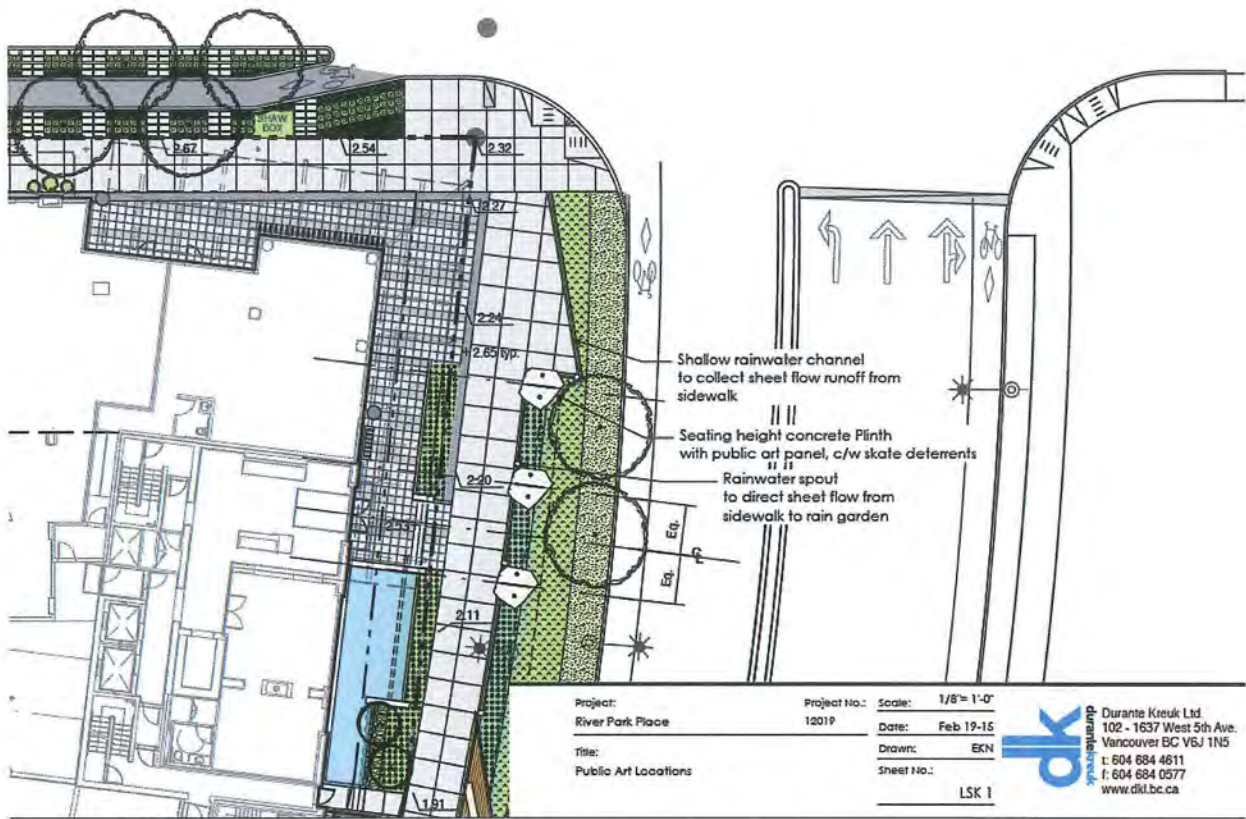 SHAW
BOX
2.67
2.54
2.32
2.27
2.24
+ 2.65 typ.
Shallow rainwater channel
to collect sheet flow runoff from
sidewalk
Seating height concrete Plinth
with public art panel, c/w skate deterrents
2.20
Rainwater spout
to direct sheet flow from
sidewalk to rain garden
Eq.
Eq.
2.11
1.91
Project:
River Park Place
Project No.:
12019
Title:
Public Art Locations
Scale: 1/8"= 1'-0"
Date: Feb 19-15
Drawn: EKN
Sheet No.:
LSK 1
dk
durantekreuk
Durante Kreuk Ltd.
102 - 1637 West 5th Ave.
Vancouver BC V6J 1N5
t: 604 684 4611
f: 604 684 0577
www.dkl.bc.ca